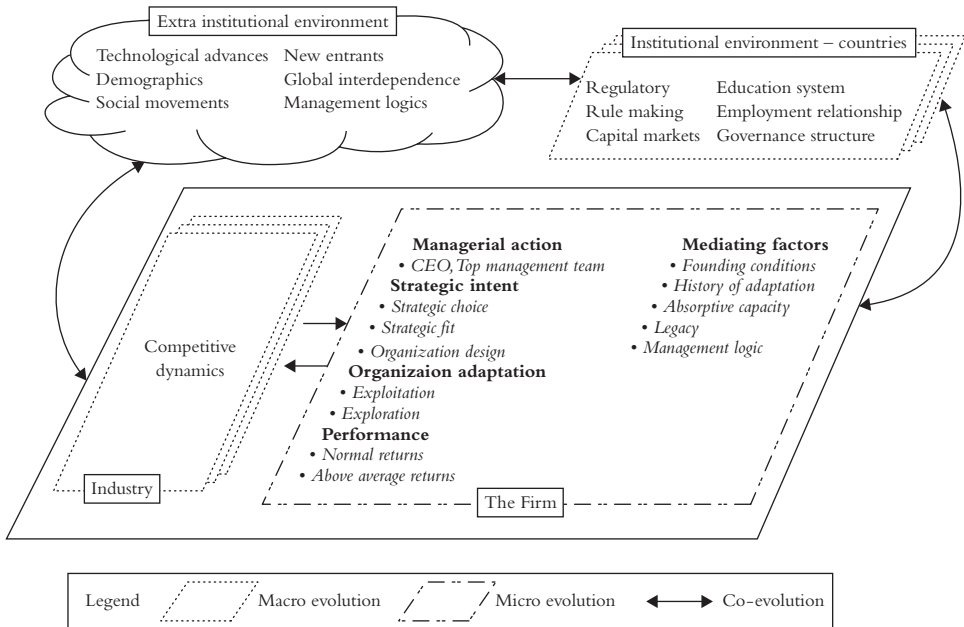 Extra institutional environment
Technological advances New entrants
Demographics Global interdependence
Social movements Management logics
Institutional environment – countries
Regulatory Education system
Rule making Employment relationship
Capital markets Governance structure
Competitive
dynamics
Industry
Managerial action
• CEO, Top management team
Strategic intent
• Strategic choice
• Strategic fit
• Organization design
Organizaion adaptation
• Exploitation
• Exploration
Performance
• Normal returns
• Above average returns
Mediating factors
• Founding conditions
• History of adaptation
• Absorptive capacity
• Legacy
• Management logic
The Firm
Legend Macro evolution Micro evolution Co-evolution